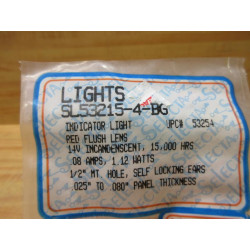 LIGHTS
SL53215-4-BG
INDICATOR LIGHT UPC# 53254
RED FLUSH LENS
14V INCANDESCENT, 15,000 HRS
.08 AMPS, 1.12 WATTS
1/2" MT. HOLE, SELF LOCKING EARS
.025" TO .080" PANEL THICKNESS